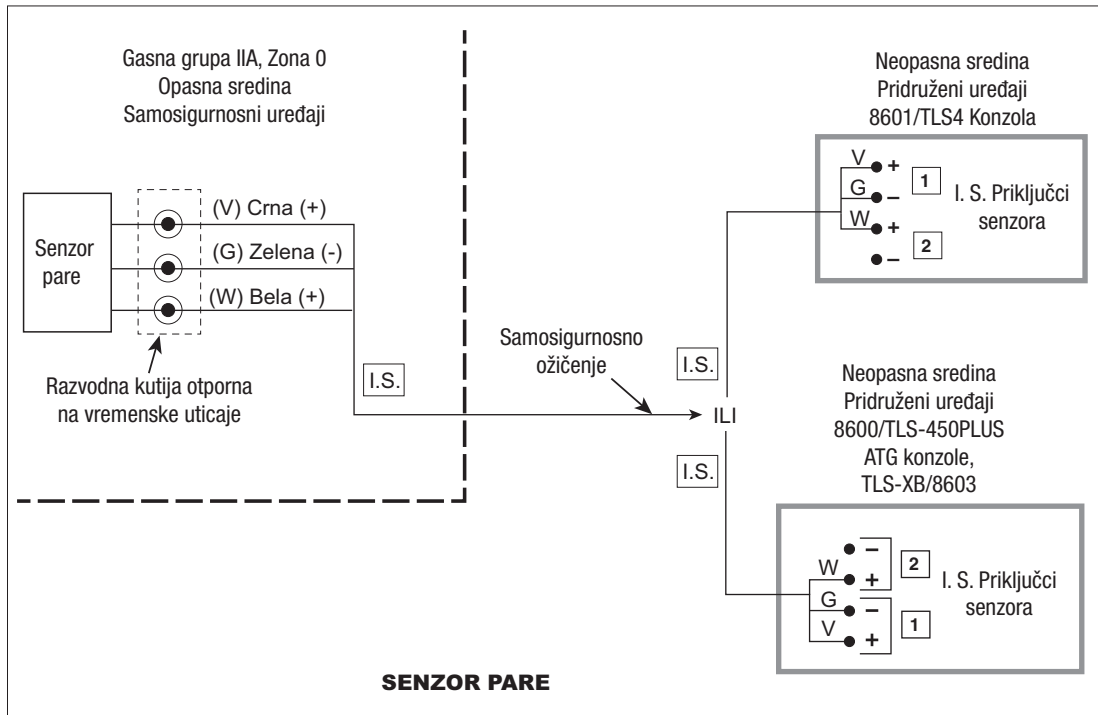 Gasna grupa IIA, Zona 0
Opasna sredina
Samosigurnosni uređaji
Senzor
pare
(V) Crna (+)
(G) Zelena (-)
(W) Bela (+)
Razvodna kutija otporna
na vremenske uticaje
I.S.
Samosigurnosno
ožičenje
I.S.
ILI
I.S.
Neopasna sredina
Pridruženi uređaji
8601/TLS4 Konzola
V +
G −
1
W +
2
−
I. S. Priključci
senzora
Neopasna sredina
Pridruženi uređaji
8600/TLS-450PLUS
ATG konzole,
TLS-XB/8603
−
W +
2
G −
V +
1
I. S. Priključci
senzora
SENZOR PARE